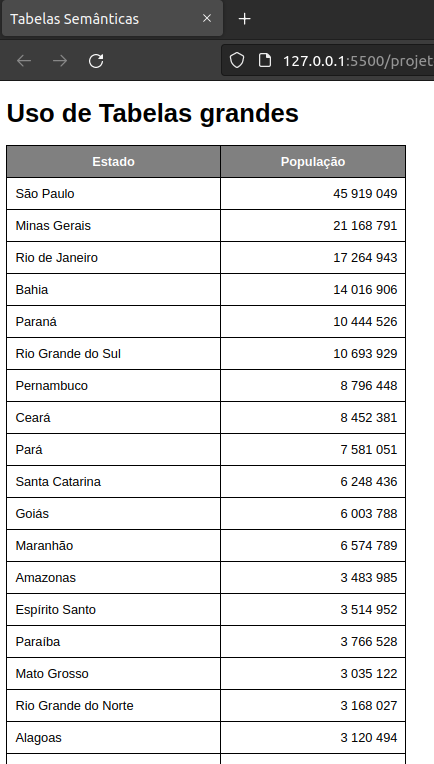 Tabelas Semânticas
127.0.0.1:5500/projet
Uso de Tabelas grandes
Estado População
São Paulo 45 919 049
Minas Gerais 21 168 791
Rio de Janeiro 17 264 943
Bahia 14 016 906
Paraná 10 444 526
Rio Grande do Sul 10 693 929
Pernambuco 8 796 448
Ceará 8 452 381
Pará 7 581 051
Santa Catarina 6 248 436
Goiás 6 003 788
Maranhão 6 574 789
Amazonas 3 483 985
Espírito Santo 3 514 952
Paraíba 3 766 528
Mato Grosso 3 035 122
Rio Grande do Norte 3 168 027
Alagoas 3 120 494